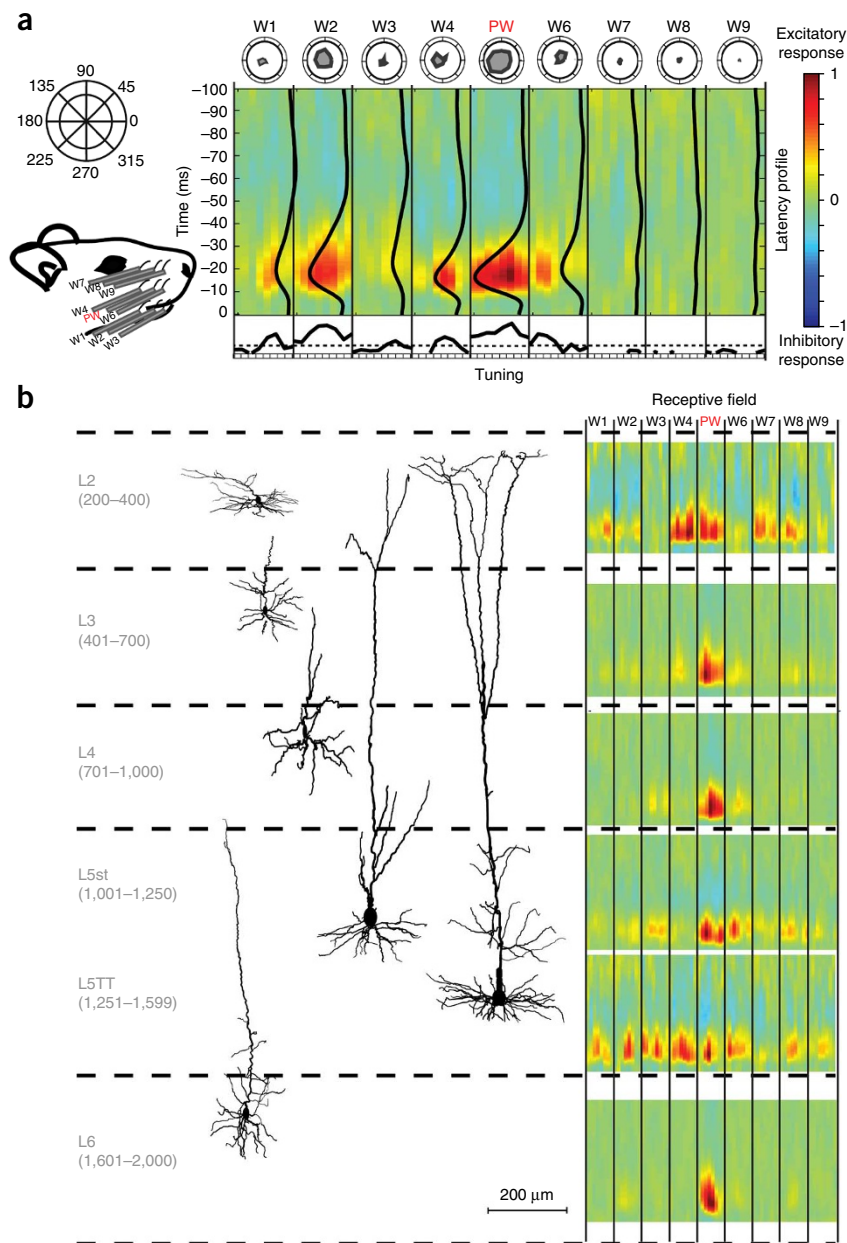 a
W1 W2 W3 W4 PW W6 W7 W8 W9
Excitatory
response
90
135 45
180 0
225 315
270
Time (ms)
–100
–90
–80
–70
–60
–50
–40
–30
–20
–10
0
1
0
–1
Latency profile
Inhibitory
response
W7 W8 W9
W4 PW W6
W1 W2 W3
Tuning
b
Receptive field
W1 W2 W3 W4 PW W6 W7 W8 W9
L2
(200–400)
L3
(401–700)
L4
(701–1,000)
L5st
(1,001–1,250)
L5TT
(1,251–1,599)
L6
(1,601–2,000)
200 μm